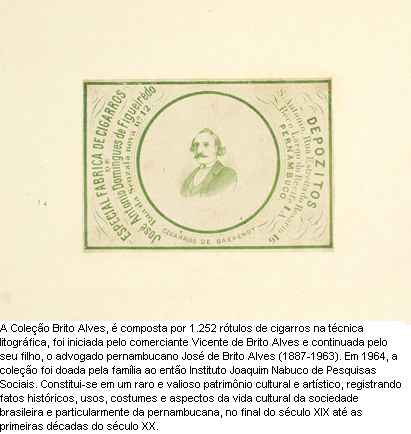 ESPECIAL FABRICA DE CIGARROS
DE
José Antonio Domingues de Figueirêdo
Rua da Senzala nova Nº 12
CIGARROS DE
DEPOZITOS
PERNAMBUCO
A Coleção Brito Alves, é composta por 1.252 rótulos de cigarros na técnica
litográfica, foi iniciada pelo comerciante Vicente de Brito Alves e continuada pelo
seu filho, o advogado pernambucano José de Brito Alves (1887-1963). Em 1964, a
coleção foi doada pela família ao então Instituto Joaquim Nabuco de Pesquisas
Sociais. Constitui-se em um raro e valioso patrimônio cultural e artístico, registrando
fatos históricos, usos, costumes e aspectos da vida cultural da sociedade
brasileira e particularmente da pernambucana, no final do século XIX até as
primeiras décadas do século XX.